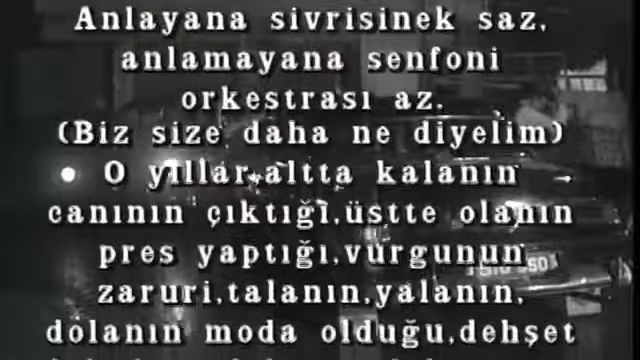 Anlayana sivrisinek saz,
anlamayana senfoni
orkestrası az.
(Biz size daha ne diyelim)
• O yıllar,altta kalanın
canının çıktığı,üstte olanın
pres yaptığı,vurgunun
zaruri,talanın,yalanın,
dolanın moda olduğu,dehşet